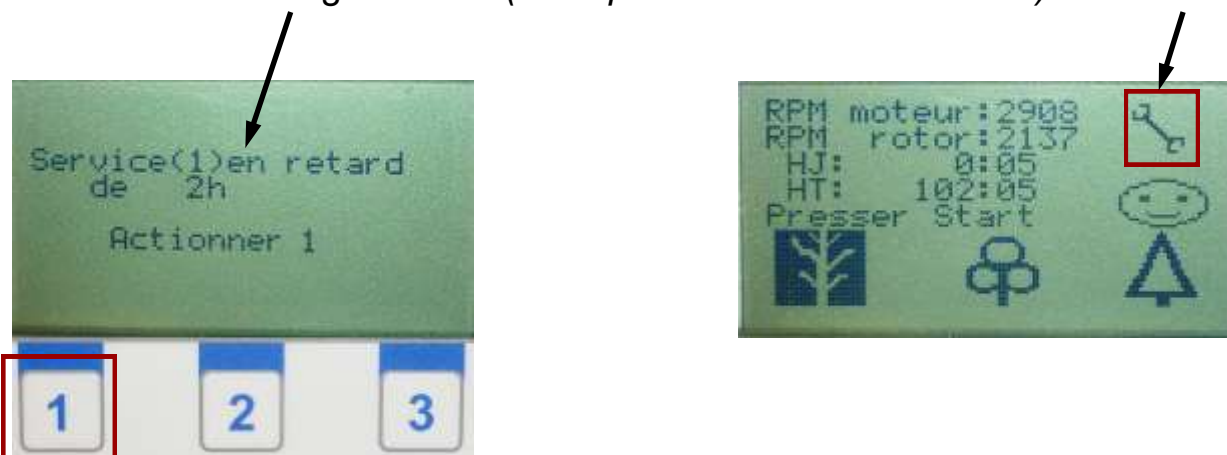 Service(1)en retard
de 2h
Actionner 1
1 2 3
RPM moteur:2908
RPM rotor:2137
HJ: 0:05
HT: 102:05
Presser Start